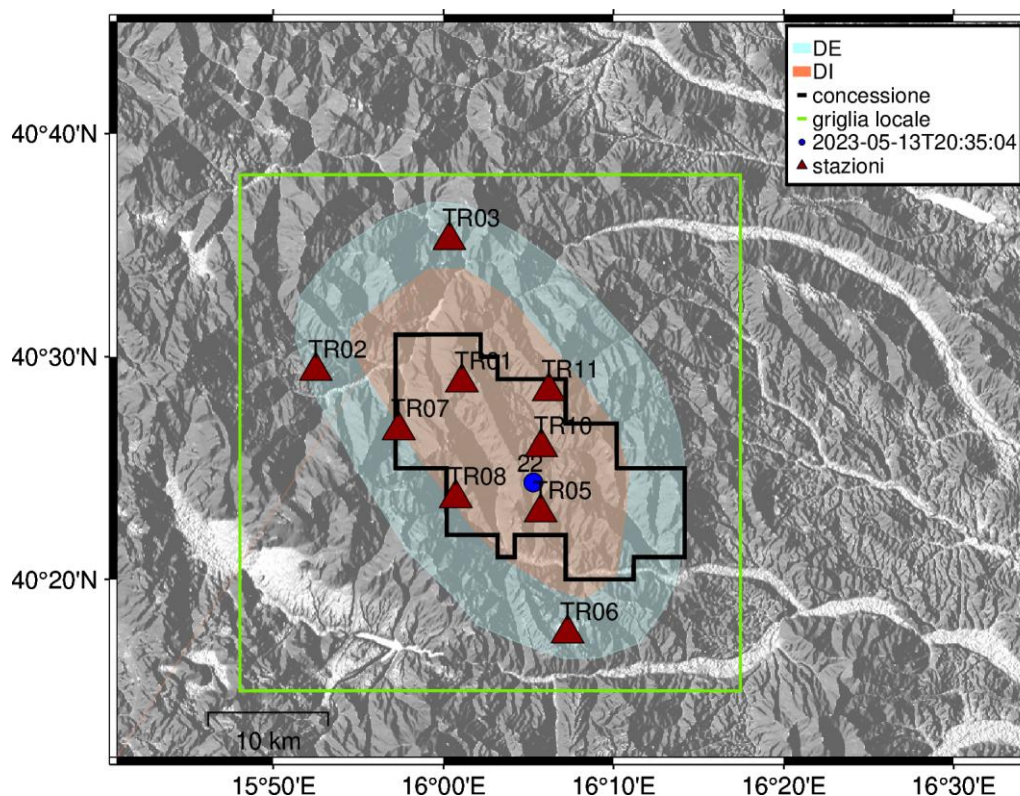 DE
DI
concessione
griglia locale
2023-05-13T20:35:04
stazioni
40°40'N
40°30'N
40°20'N
TR03
TR02
TR01
TR11
TR07
TR10
22
TR08
TR05
TR06
10 km
15°50'E
16°00'E
16°10'E
16°20'E
16°30'E